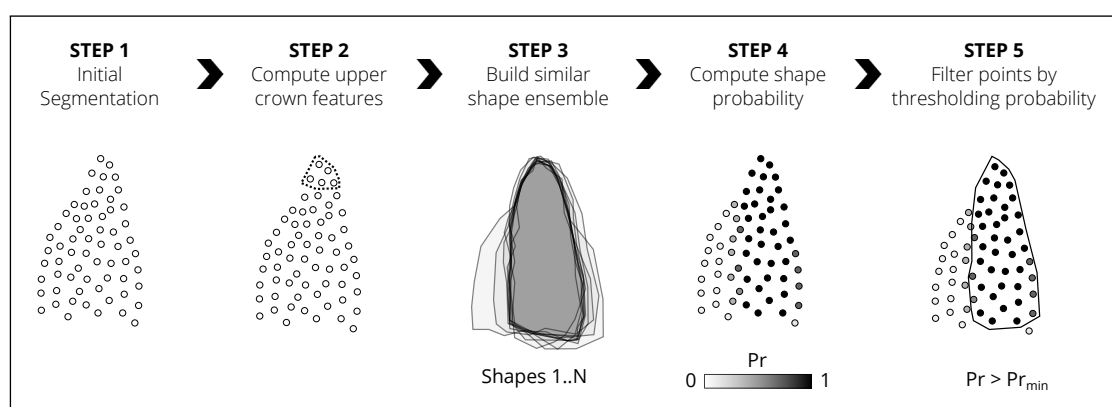 STEP 1
Initial
Segmentation
STEP 2
Compute upper
crown features
STEP 3
Build similar
shape ensemble
STEP 4
Compute shape
probability
STEP 5
Filter points by
thresholding probability
Shapes 1..N
Pr
0 1
Pr > Prmin